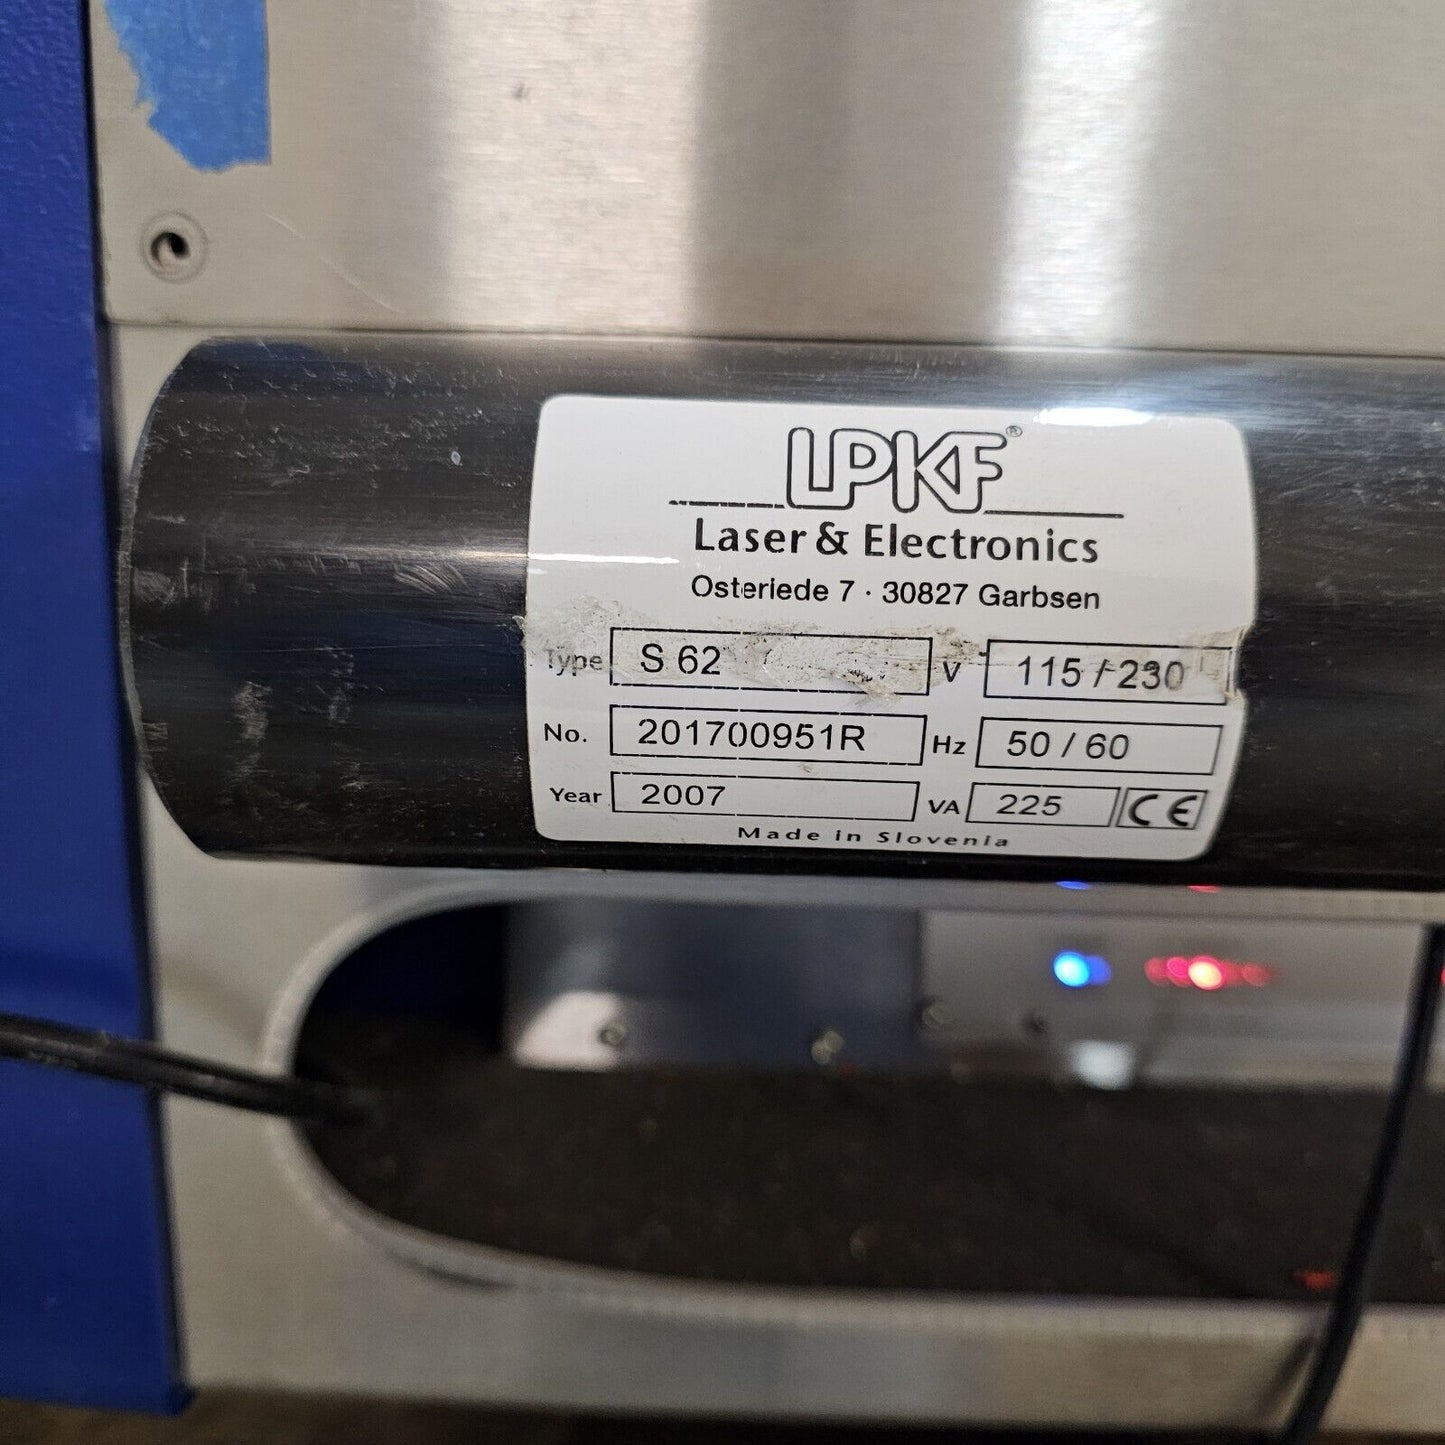 LPKF®
Laser & Electronics
Osteriede 7 · 30827 Garbsen
Type S 62 V 115 / 230
No. 201700951R Hz 50 / 60
Year 2007 VA 225 CE
Made in Slovenia